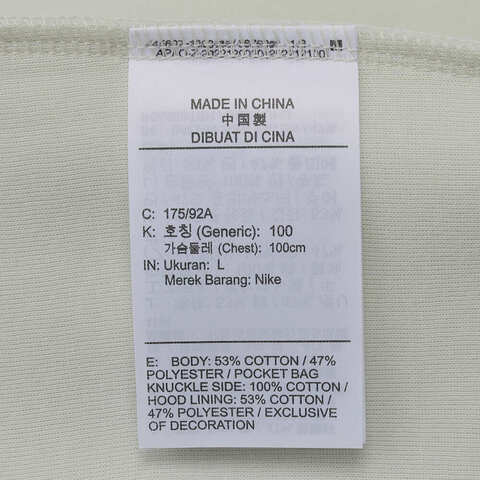 MADE IN CHINA
中国製
DIBUAT DI CINA
C: 175/92A
K: 호칭 (Generic): 100
가슴둘레 (Chest): 100cm
IN: Ukuran: L
Merek Barang: Nike
E: BODY: 53% COTTON / 47%
POLYESTER / POCKET BAG
KNUCKLE SIDE: 100% COTTON /
HOOD LINING: 53% COTTON /
47% POLYESTER / EXCLUSIVE
OF DECORATION